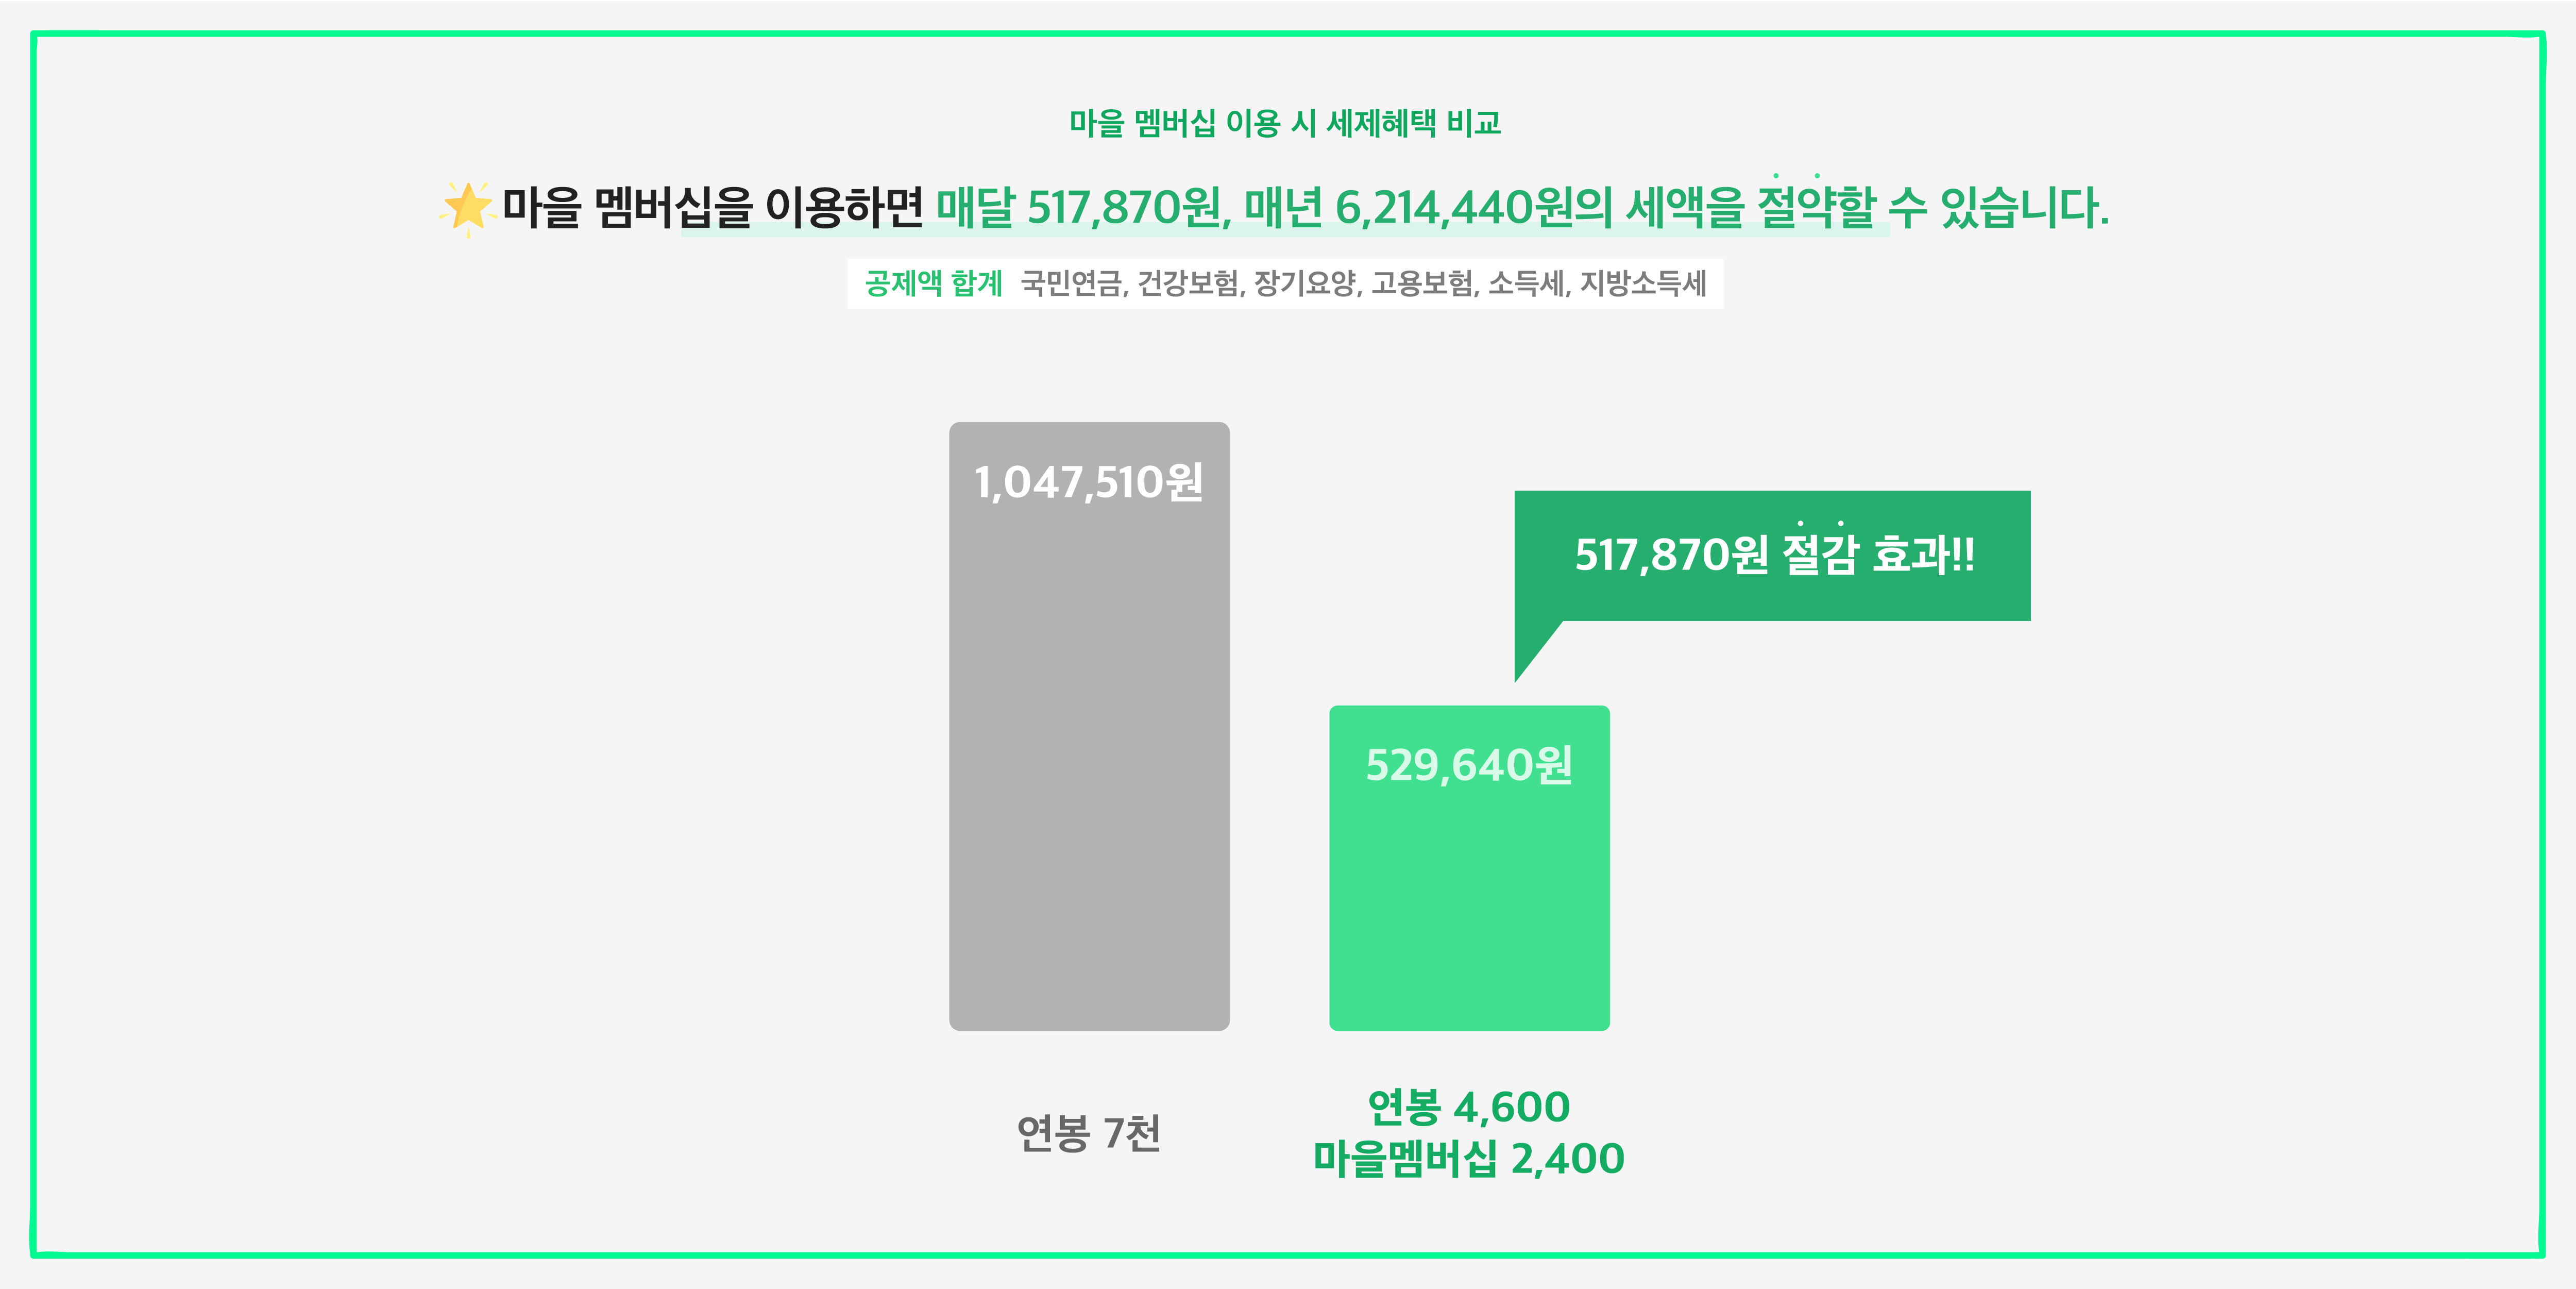 마을 멤버십 이용 시 세제혜택 비교
마을 멤버십을 이용하면 매달 517,870원, 매년 6,214,440원의 세액을 절약할 수 있습니다.
공제액 합계 국민연금, 건강보험, 장기요양, 고용보험, 소득세, 지방소득세
1,047,510원
517,870원 절감 효과!!
529,640원
연봉 7천
연봉 4,600
마을멤버십 2,400